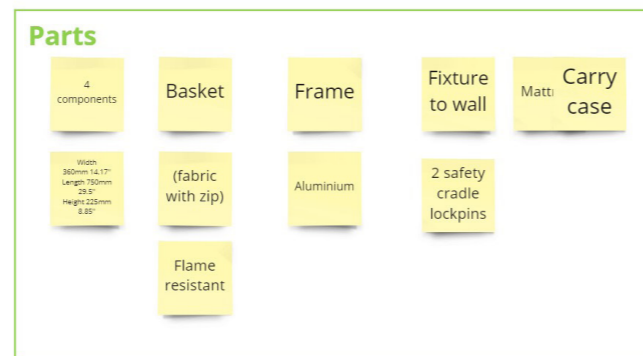 Parts
4
components
Basket
Frame
Fixture
to wall
Carry
case
Width
360mm 14.17"
Length 750mm
29.5"
Height 225mm
8.85"
(fabric
with zip)
Aluminium
2 safety
cradle
lockpins
Flame
resistant